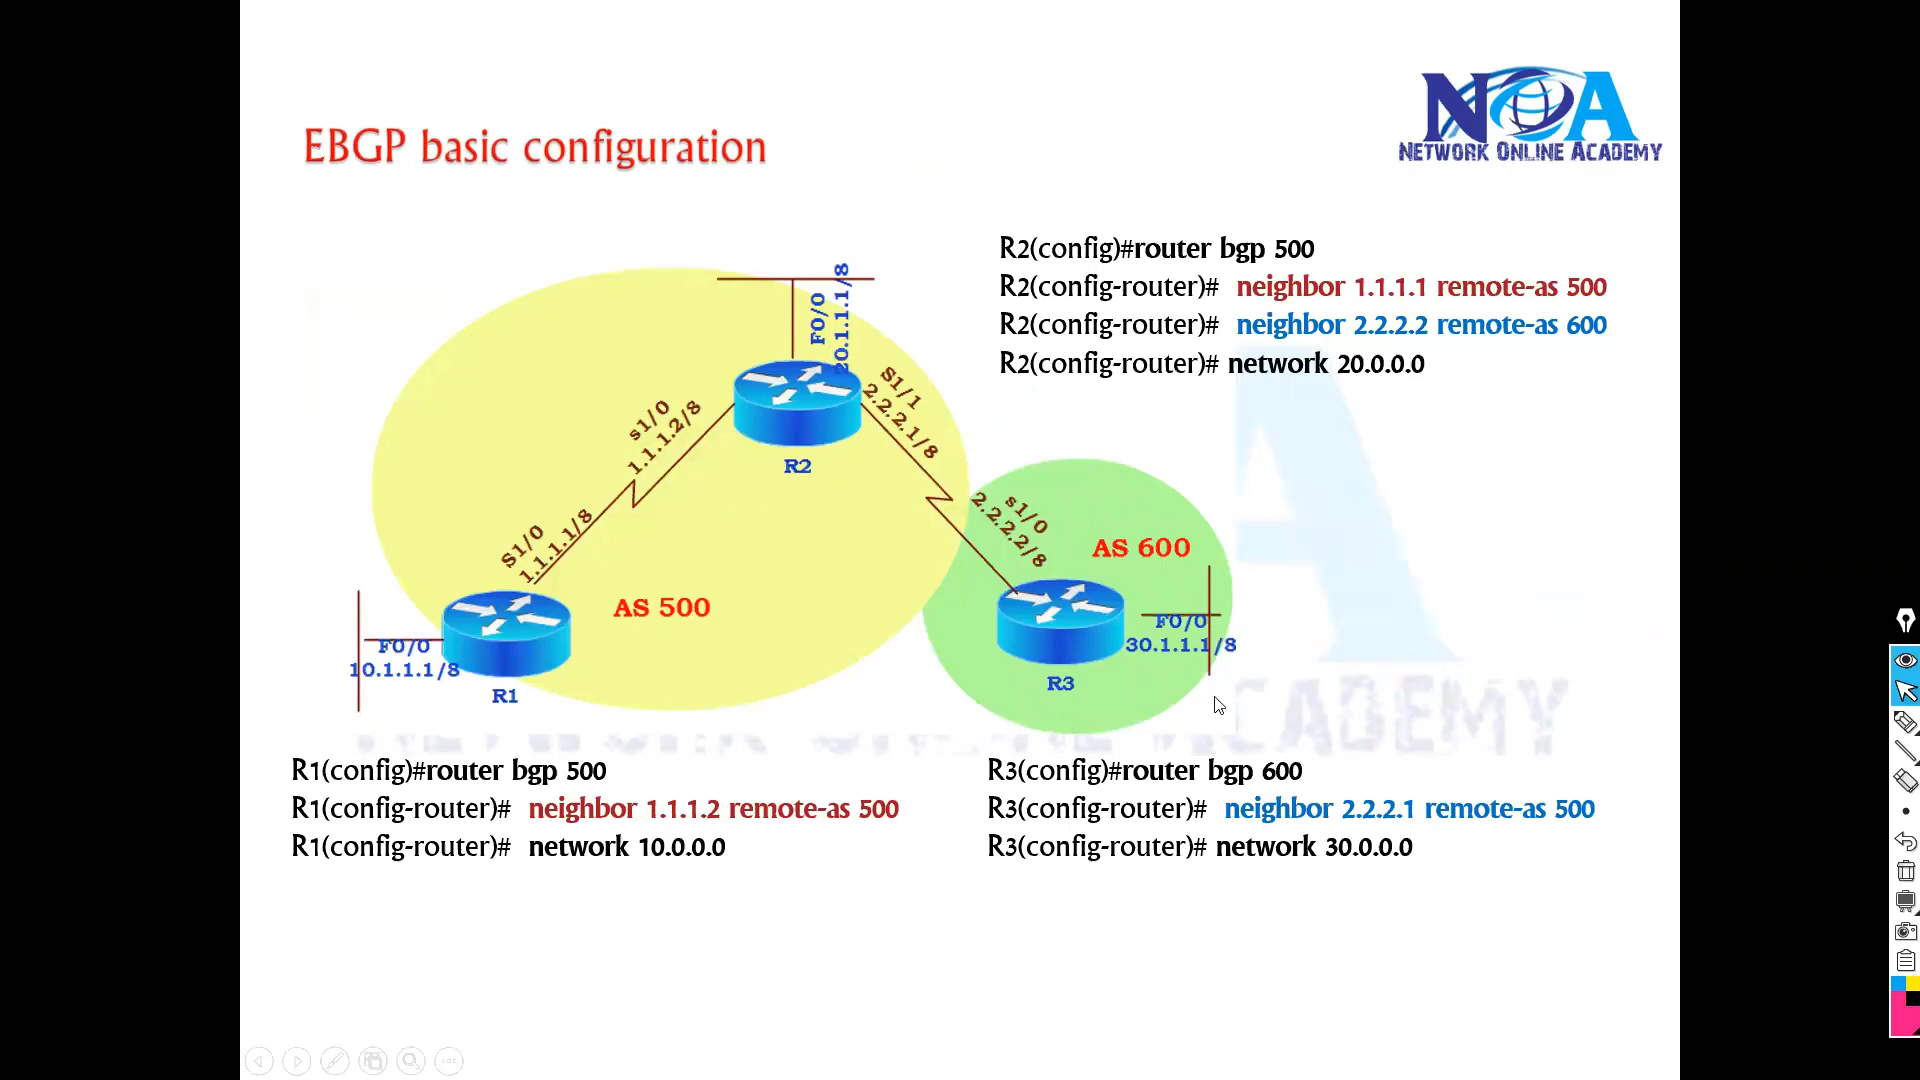 NOA
NETWORK ONLINE ACADEMY
EBGP basic configuration
R2(config)#router bgp 500
R2(config-router)# neighbor 1.1.1.1 remote-as 500
R2(config-router)# neighbor 2.2.2.2 remote-as 600
R2(config-router)# network 20.0.0.0
F0/0
20.1.1.1/8
S1/1
2.2.2.1/8
s1/0
1.1.1.2/8
R2
s1/0
2.2.2.2/8
S1/0
1.1.1.1/8
AS 600
AS 500
F0/0
10.1.1.1/8
R1
F0/0
30.1.1.1/8
R3
NETWORK ONLINE ACADEMY
R1(config)#router bgp 500
R1(config-router)# neighbor 1.1.1.2 remote-as 500
R1(config-router)# network 10.0.0.0
R3(config)#router bgp 600
R3(config-router)# neighbor 2.2.2.1 remote-as 500
R3(config-router)# network 30.0.0.0